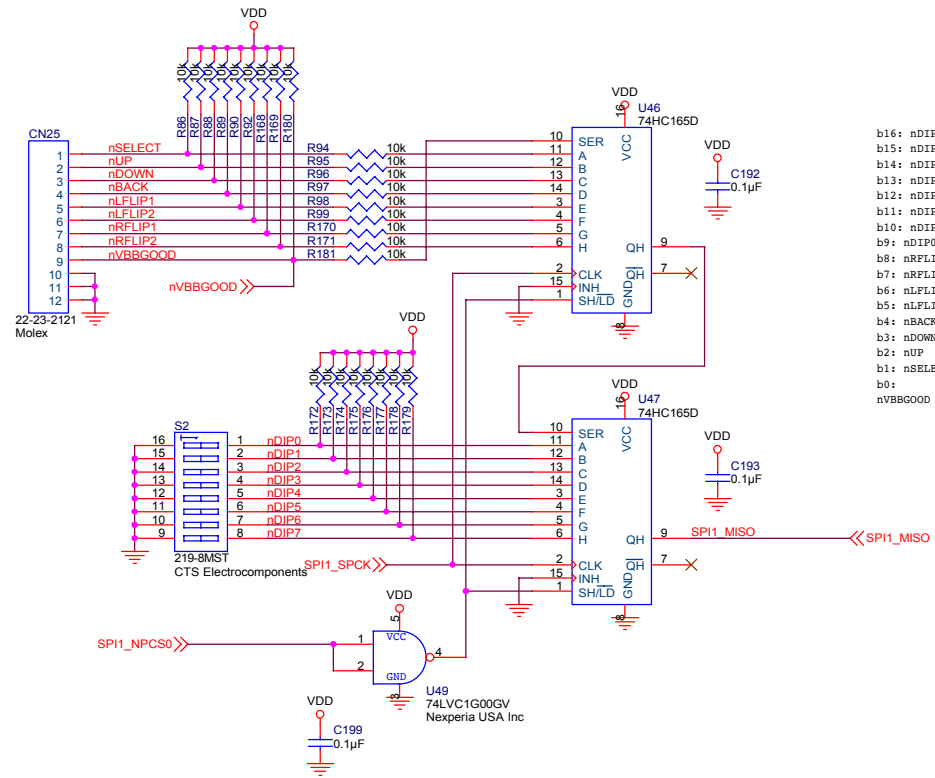 VDD
10k 10k 10k 10k 10k 10k 10k 10k 10k
R86 R87 R88 R89 R90 R92 R168 R169 R180
CN25
1 nSELECT R94 10k
2 nUP R95 10k
3 nDOWN R96 10k
4 nBACK R97 10k
5 nLFLIP1 R98 10k
6 nLFLIP2 R99 10k
7 nRFLIP1 R170 10k
8 nRFLIP2 R171 10k
9 nVBBGOOD R181 10k
10
11
12
22-23-2121
Molex
nVBBGOOD
VDD
U46
74HC165D
16 VCC
10 SER
11 A
12 B
13 C
14 D
3 E
4 F
5 G
6 H QH 9
2 CLK QH 7
15 INH
1 SH/LD
GND 8
VDD
C192
0.1µF
b16: nDIP
b15: nDIP
b14: nDIP
b13: nDIP
b12: nDIP
b11: nDIP
b10: nDIP
b9: nDIP0
b8: nRFLI
b7: nRFLI
b6: nLFLI
b5: nLFLI
b4: nBACK
b3: nDOWN
b2: nUP
b1: nSELE
b0:
nVBBGOOD
VDD
10k 10k 10k 10k 10k 10k 10k 10k
R172 R173 R174 R175 R176 R177 R178 R179
S2
16 1 nDIP0
15 2 nDIP1
14 3 nDIP2
13 4 nDIP3
12 5 nDIP4
11 6 nDIP5
10 7 nDIP6
9 8 nDIP7
219-8MST
CTS Electrocomponents
SPI1_SPCK
VDD
U47
74HC165D
16 VCC
10 SER
11 A
12 B
13 C
14 D
3 E
4 F
5 G
6 H QH 9 SPI1_MISO
2 CLK QH 7
15 INH
1 SH/LD
GND 8
SPI1_MISO
VDD
C193
0.1µF
VDD
5
VCC
SPI1_NPCS0 1
2
4
GND
3
U49
74LVC1G00GV
Nexperia USA Inc
VDD
C199
0.1µF